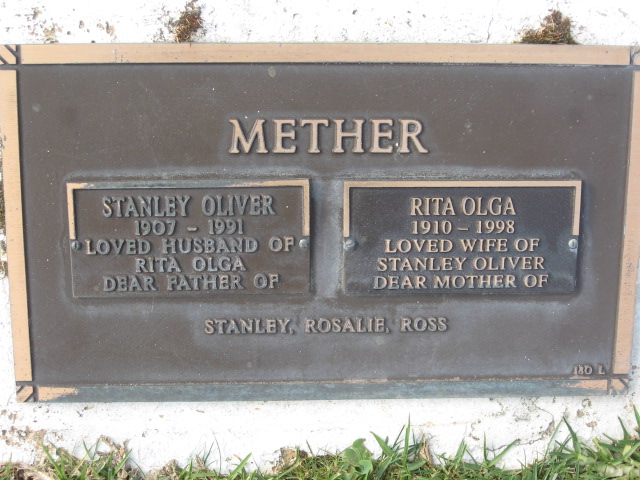 METHER
STANLEY OLIVER
1907 – 1991
LOVED HUSBAND OF
RITA OLGA
DEAR FATHER OF
RITA OLGA
1910 – 1998
LOVED WIFE OF
STANLEY OLIVER
DEAR MOTHER OF
STANLEY, ROSALIE, ROSS
180 L